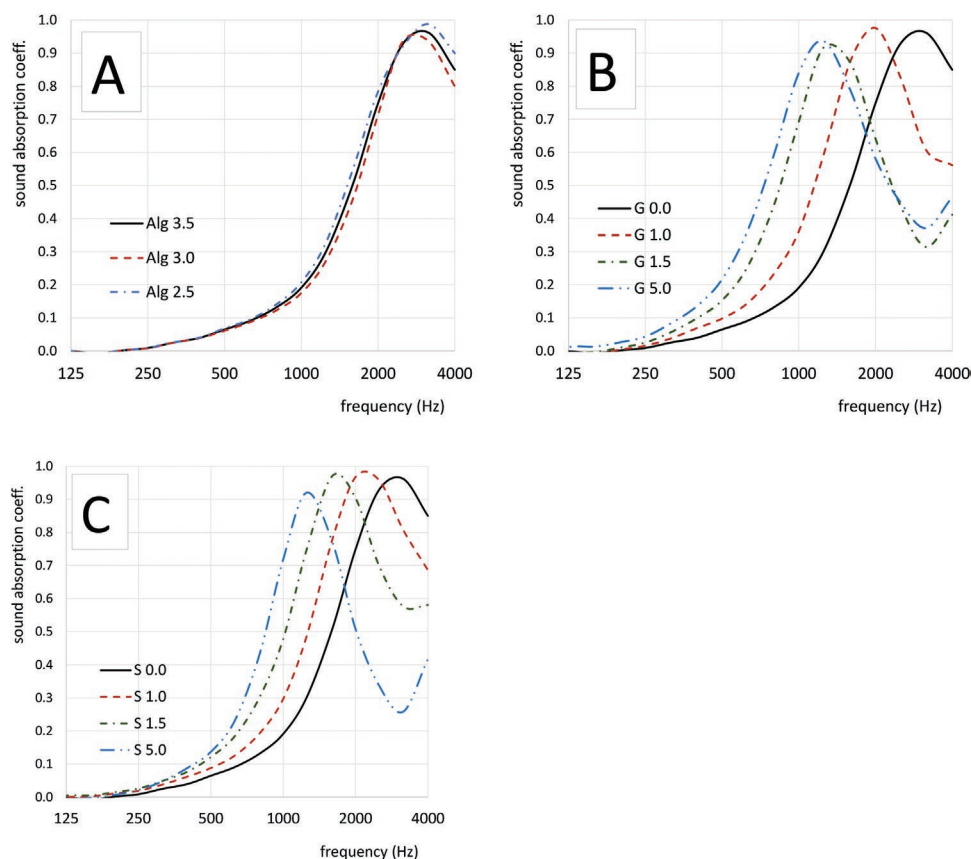 A
sound absorption coeff.
1.0
0.9
0.8
0.7
0.6
0.5
0.4
0.3
0.2
0.1
0.0
Alg 3.5
Alg 3.0
Alg 2.5
125 250 500 1000 2000 4000
frequency (Hz)
B
sound absorption coeff.
1.0
0.9
0.8
0.7
0.6
0.5
0.4
0.3
0.2
0.1
0.0
G 0.0
G 1.0
G 1.5
G 5.0
125 250 500 1000 2000 4000
frequency (Hz)
C
sound absorption coeff.
1.0
0.9
0.8
0.7
0.6
0.5
0.4
0.3
0.2
0.1
0.0
S 0.0
S 1.0
S 1.5
S 5.0
125 250 500 1000 2000 4000
frequency (Hz)